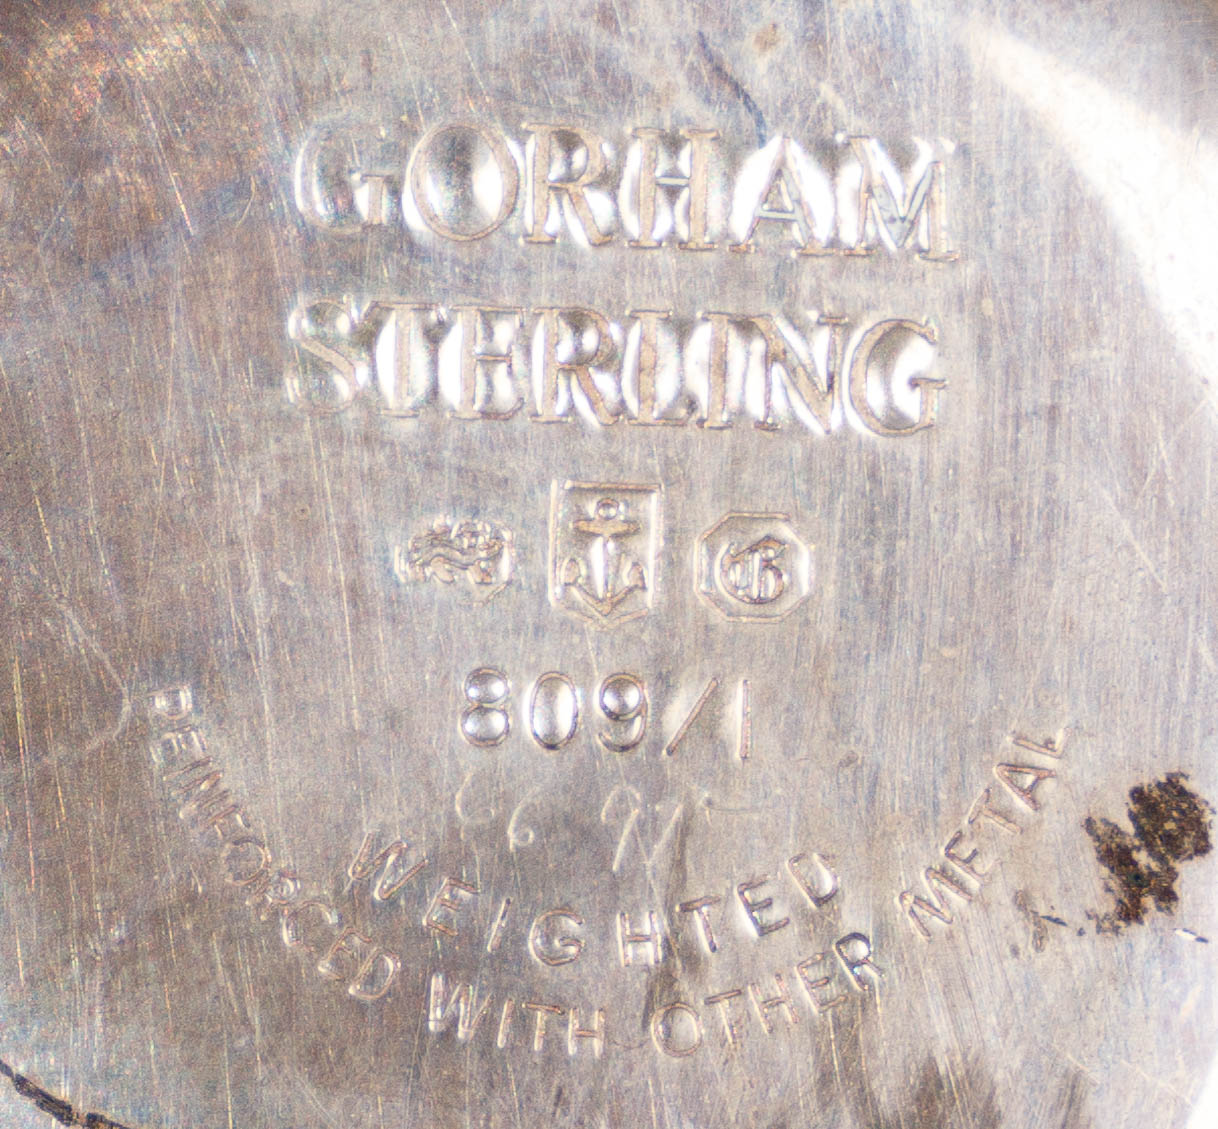 GORHAM
STERLING
G
809/1
WEIGHTED
REINFORCED WITH OTHER METAL